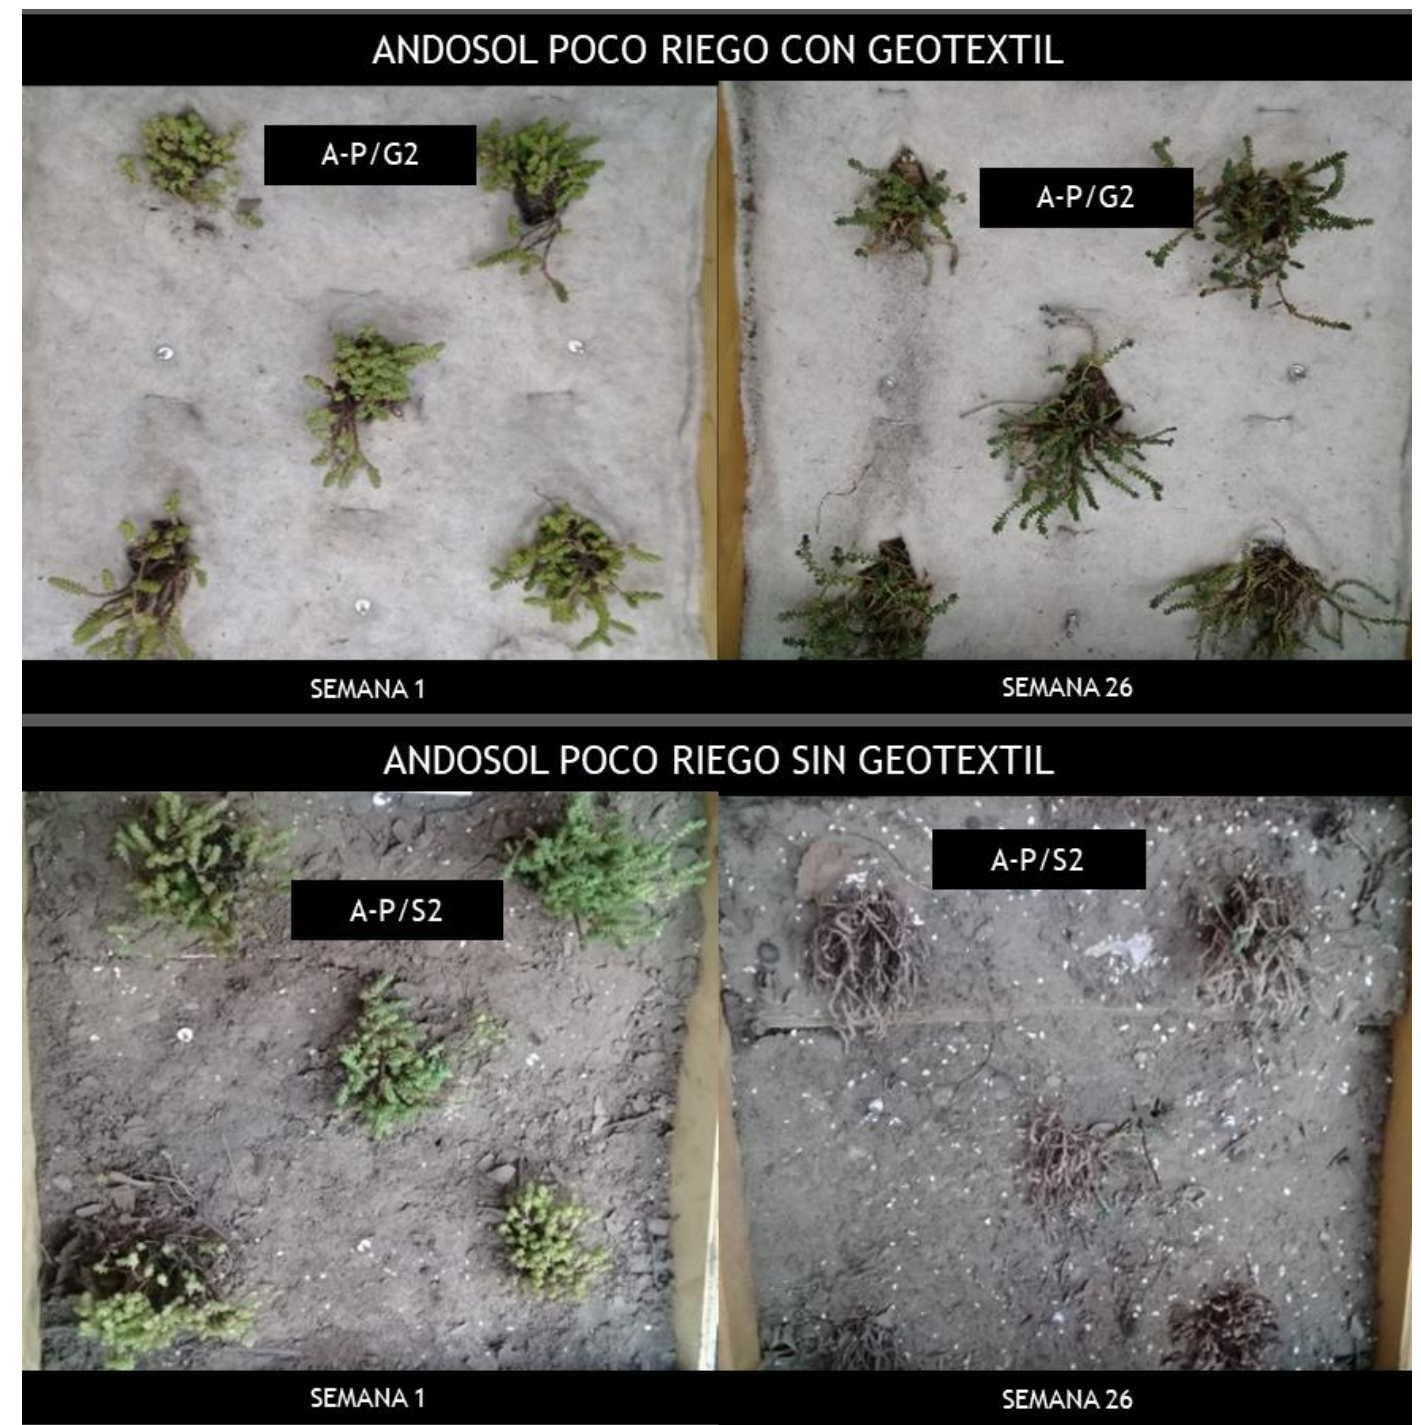 ANDOSOL POCO RIEGO CON GEOTEXTIL
A-P/G2
A-P/G2
SEMANA 1
SEMANA 26
ANDOSOL POCO RIEGO SIN GEOTEXTIL
A-P/S2
A-P/S2
SEMANA 1
SEMANA 26